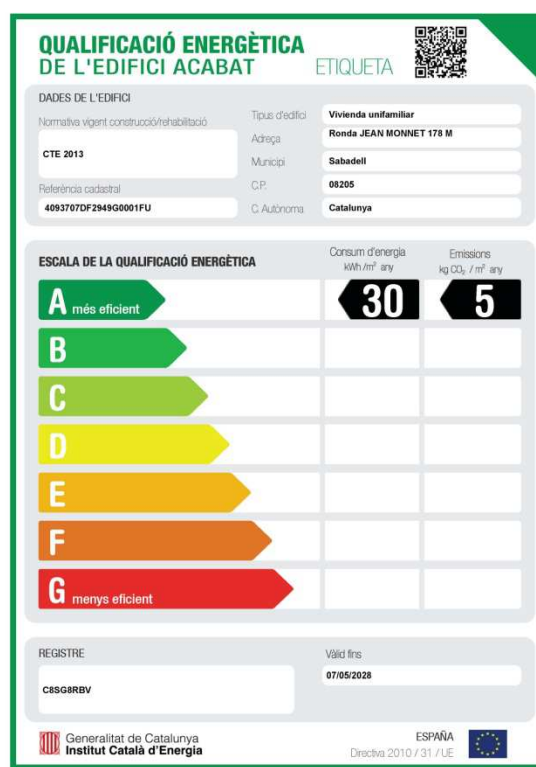 QUALIFICACIÓ ENERGÈTICA
DE L'EDIFICI ACABAT ETIQUETA
DADES DE L'EDIFICI
Normativa vigent construcció/rehabilitació
CTE 2013
Referència cadastral
4093707DF2949G0001FU
Tipus d'edifici Vivienda unifamiliar
Adreça Ronda JEAN MONNET 178 M
Municipi Sabadell
C.P. 08205
C. Autònoma Catalunya
ESCALA DE LA QUALIFICACIÓ ENERGÈTICA
Consum d'energia
kWh /m² any
Emissions
kg CO₂ / m² any
A més eficient 30 5
B
C
D
E
F
G menys eficient
REGISTRE
C8SG8RBV
Vàlid fins
07/05/2028
Generalitat de Catalunya
Institut Català d'Energia
ESPAÑA
Directiva 2010 / 31 / UE